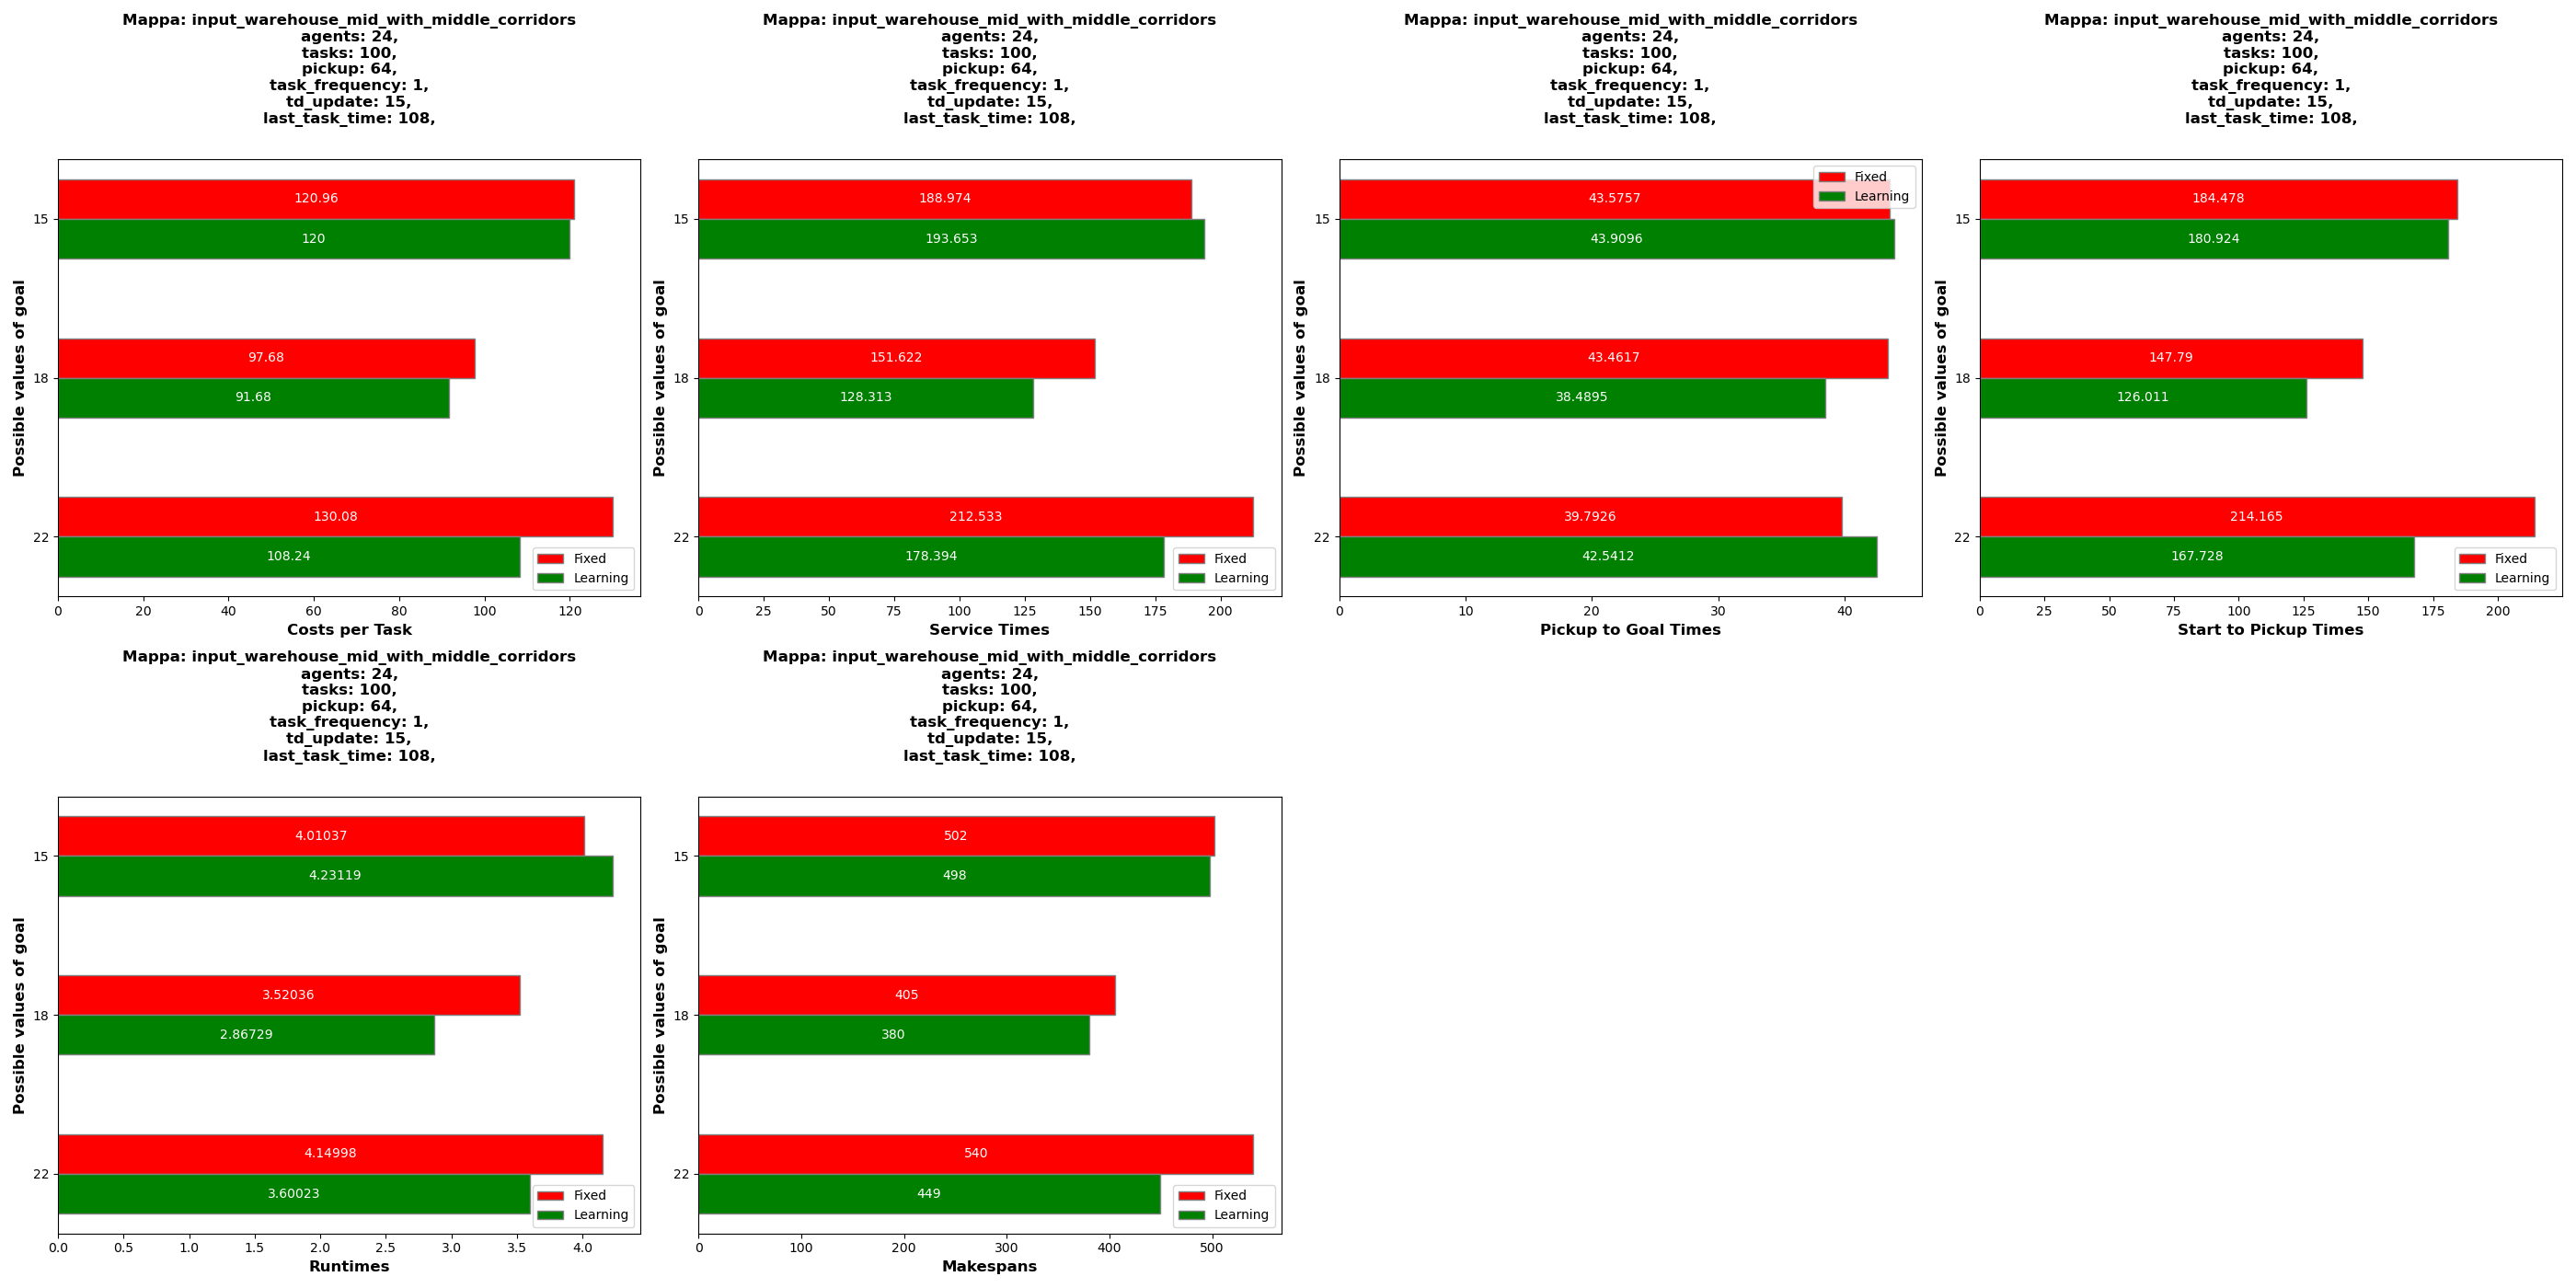 Mappa: input_warehouse_mid_with_middle_corridors
agents: 24,
tasks: 100,
pickup: 64,
task_frequency: 1,
td_update: 15,
last_task_time: 108,
Possible values of goal
15
18
22
120.96
120
97.68
91.68
130.08
108.24
Fixed
Learning
0 20 40 60 80 100 120
Costs per Task
Mappa: input_warehouse_mid_with_middle_corridors
agents: 24,
tasks: 100,
pickup: 64,
task_frequency: 1,
td_update: 15,
last_task_time: 108,
Possible values of goal
15
18
22
188.974
193.653
151.622
128.313
212.533
178.394
Fixed
Learning
0 25 50 75 100 125 150 175 200
Service Times
Mappa: input_warehouse_mid_with_middle_corridors
agents: 24,
tasks: 100,
pickup: 64,
task_frequency: 1,
td_update: 15,
last_task_time: 108,
Fixed
Learning
Possible values of goal
15
18
22
43.5757
43.9096
43.4617
38.4895
39.7926
42.5412
0 10 20 30 40
Pickup to Goal Times
Mappa: input_warehouse_mid_with_middle_corridors
agents: 24,
tasks: 100,
pickup: 64,
task_frequency: 1,
td_update: 15,
last_task_time: 108,
Possible values of goal
15
18
22
184.478
180.924
147.79
126.011
214.165
167.728
Fixed
Learning
0 25 50 75 100 125 150 175 200
Start to Pickup Times
Mappa: input_warehouse_mid_with_middle_corridors
agents: 24,
tasks: 100,
pickup: 64,
task_frequency: 1,
td_update: 15,
last_task_time: 108,
Possible values of goal
15
18
22
4.01037
4.23119
3.52036
2.86729
4.14998
3.60023
Fixed
Learning
0.0 0.5 1.0 1.5 2.0 2.5 3.0 3.5 4.0
Runtimes
Mappa: input_warehouse_mid_with_middle_corridors
agents: 24,
tasks: 100,
pickup: 64,
task_frequency: 1,
td_update: 15,
last_task_time: 108,
Possible values of goal
15
18
22
502
498
405
380
540
449
Fixed
Learning
0 100 200 300 400 500
Makespans